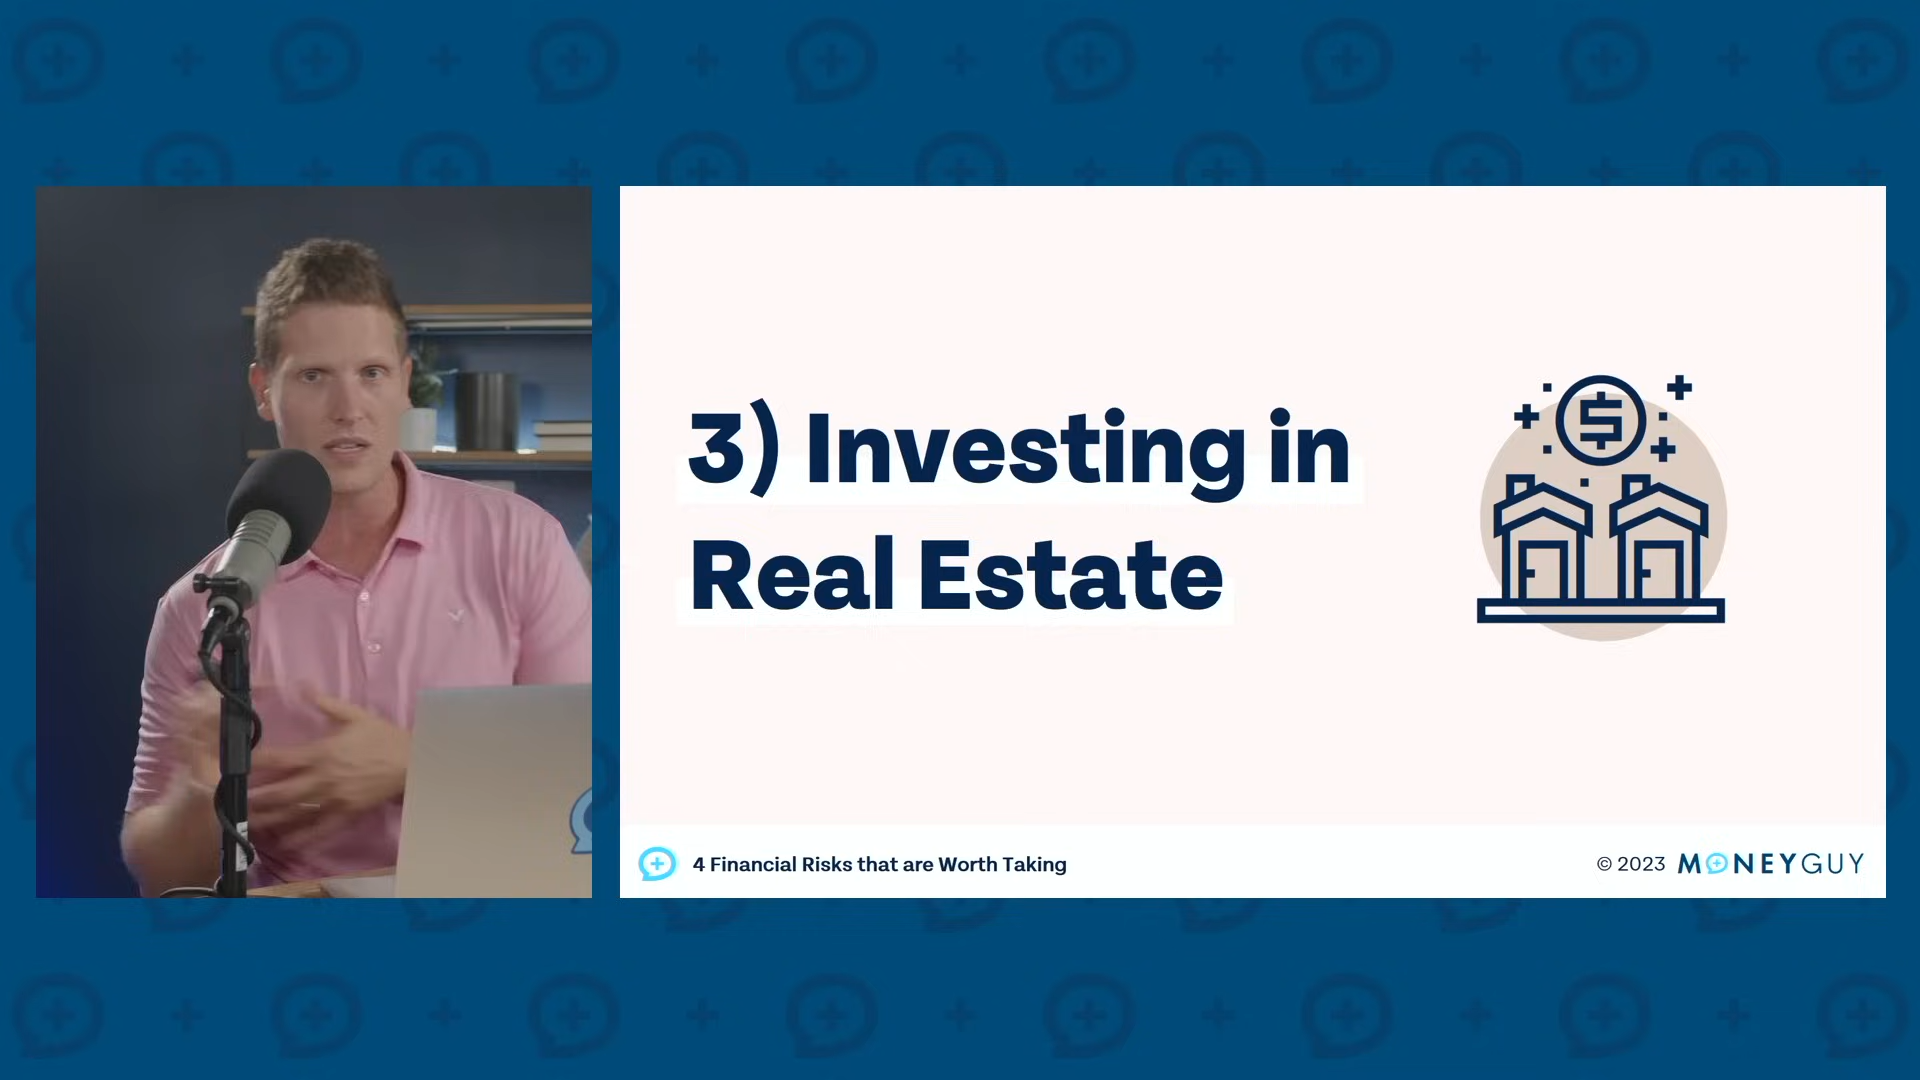 3) Investing in
Real Estate
4 Financial Risks that are Worth Taking
© 2023 MONEYGUY